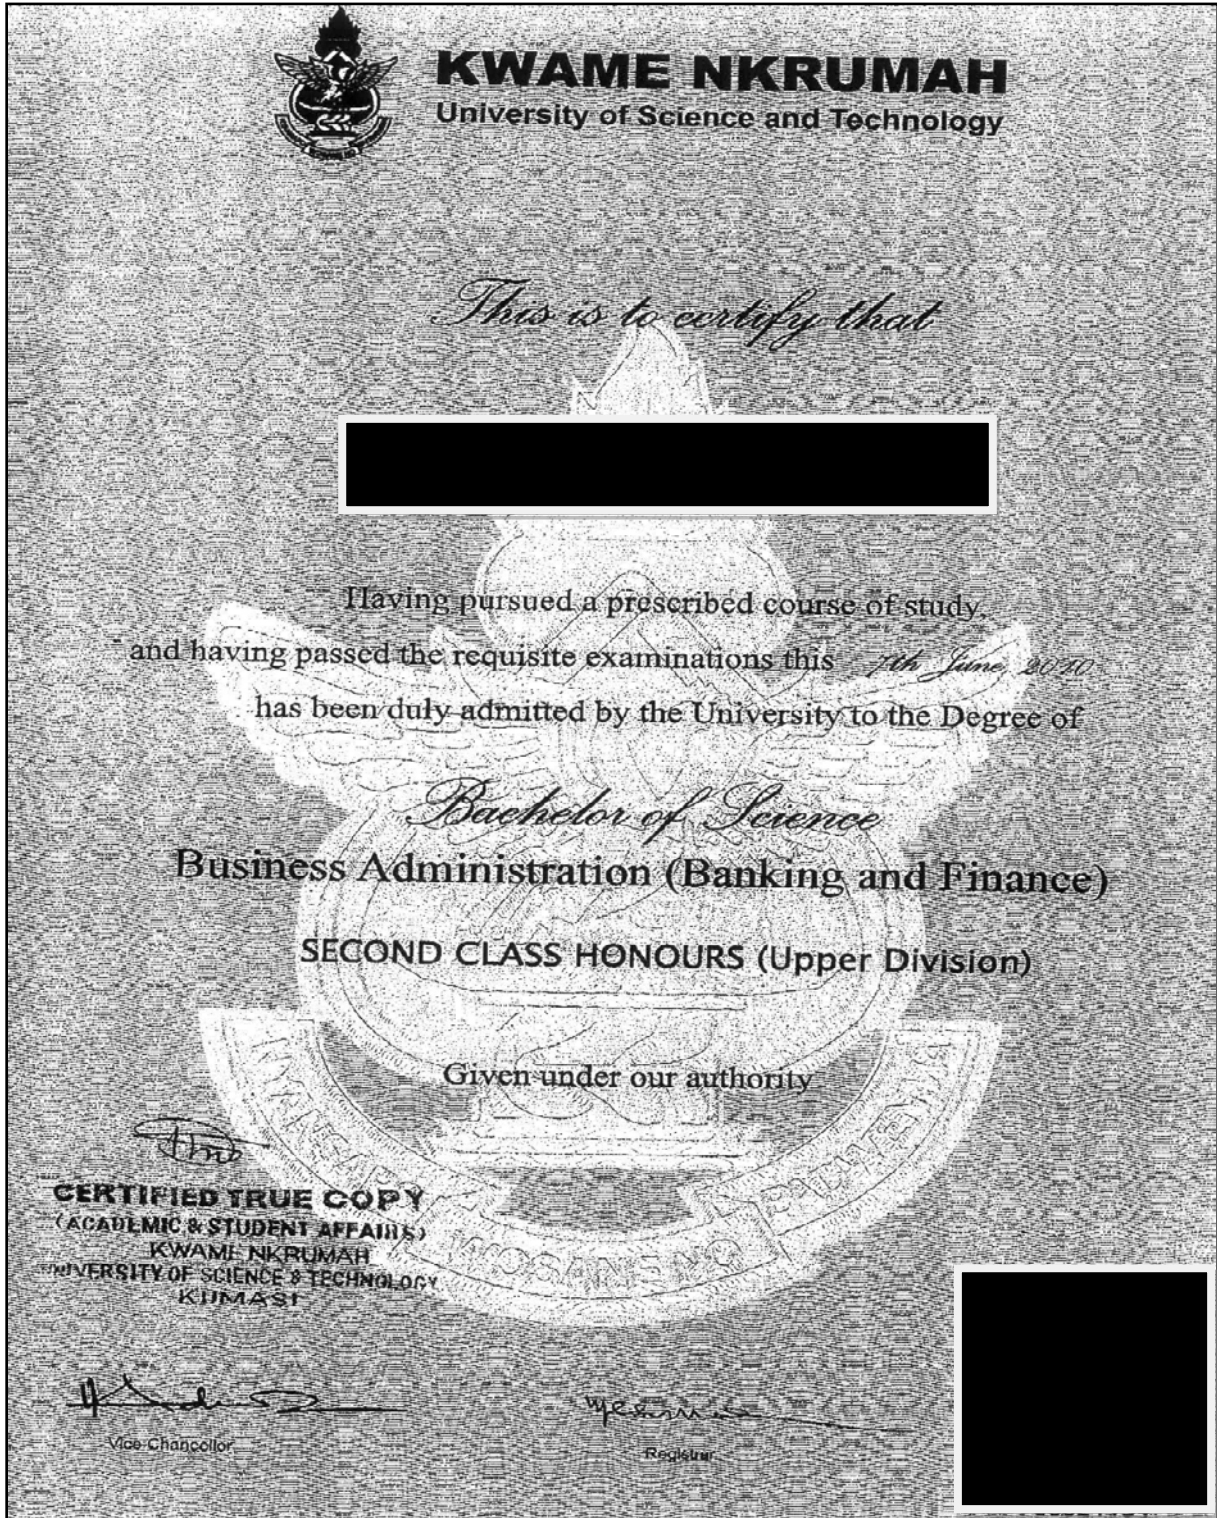 KWAME NKRUMAH
University of Science and Technology
This is to certify that
Having pursued a prescribed course of study,
and having passed the requisite examinations this 7th June, 2010
has been duly admitted by the University to the Degree of
Bachelor of Science
Business Administration (Banking and Finance)
SECOND CLASS HONOURS (Upper Division)
Given under our authority
CERTIFIED TRUE COPY
(ACADEMIC & STUDENT AFFAIRS)
KWAME NKRUMAH
UNIVERSITY OF SCIENCE & TECHNOLOGY
KUMASI
Vice-Chancellor
Registrar